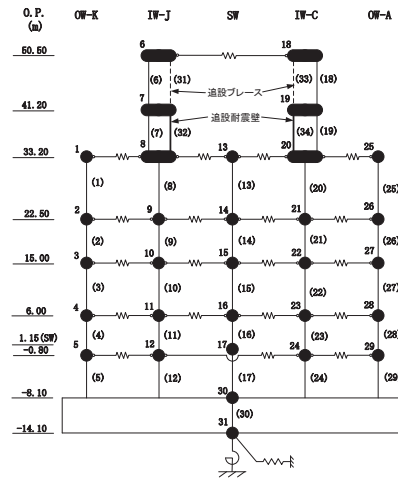 O.P. OW-K IW-J SW IW-C OW-A
(m)
50.50 6 18
(6) (31) (33) (18)
追設ブレース
41.20 7 19
追設耐震壁
(7) (32) (34) (19)
33.20 1 8 13 20 25
(1) (8) (13) (20) (25)
22.50 2 9 14 21 26
(2) (9) (14) (21) (26)
15.00 3 10 15 22 27
(3) (10) (15) (22) (27)
6.00 4 11 16 23 28
(4) (11) (16) (23) (28)
1.15(SW) 17
-0.80 5 12 24 29
(5) (12) (17) (24) (29
-8.10 30
(30)
-14.10 31